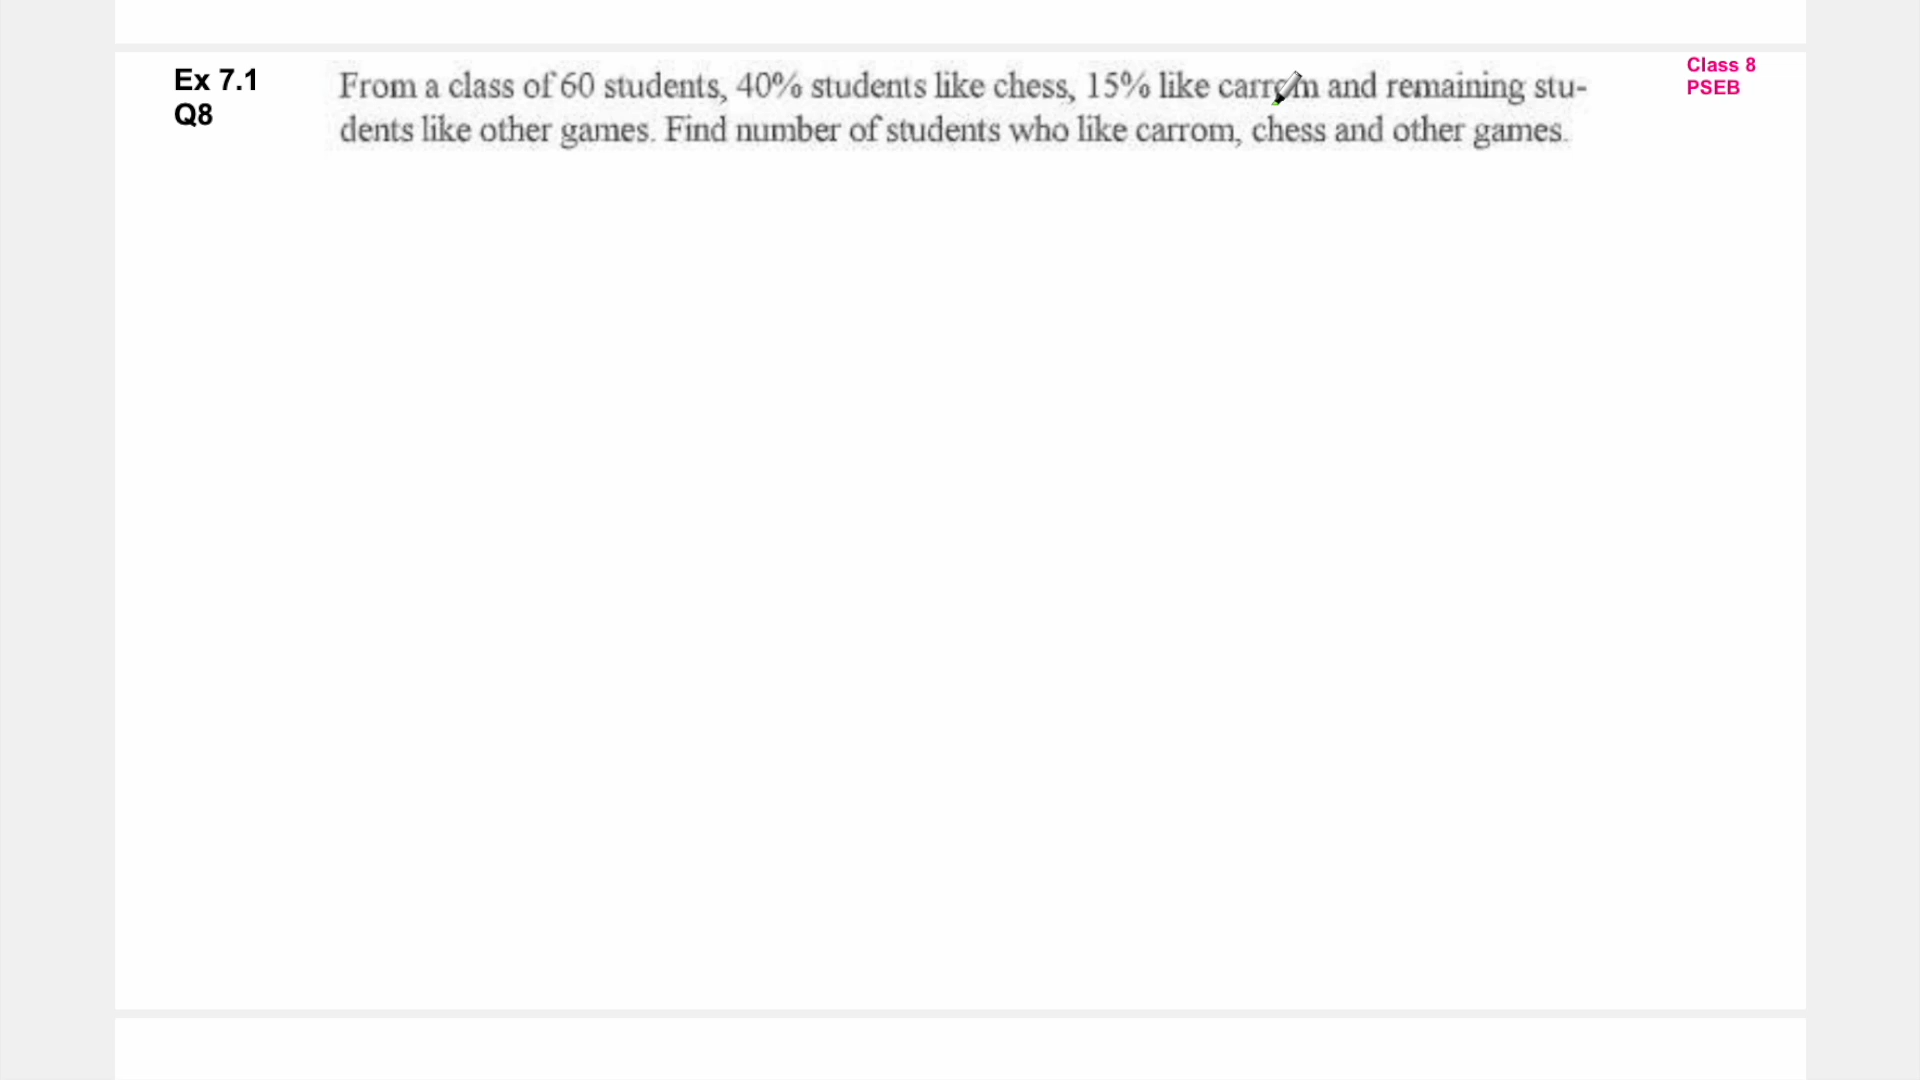 Ex 7.1
Q8
From a class of 60 students, 40% students like chess, 15% like carrom and remaining stu-
dents like other games. Find number of students who like carrom, chess and other games.
Class 8
PSEB